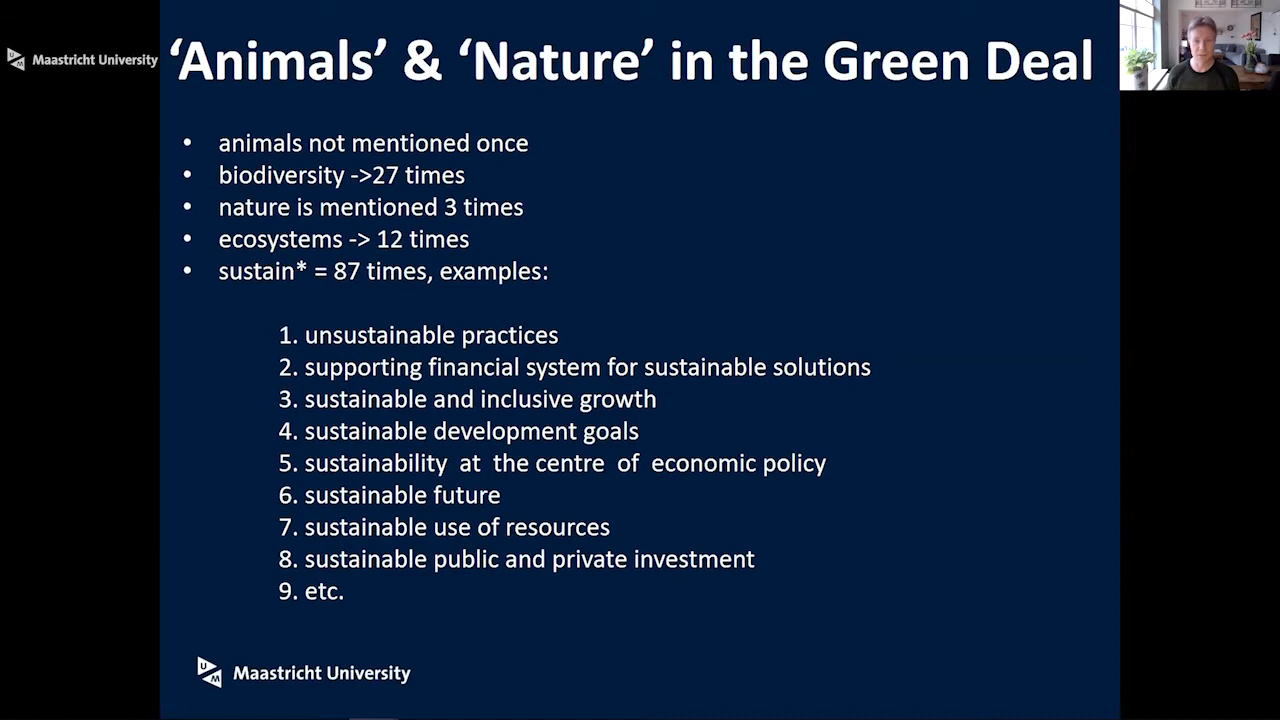 Maastricht University
'Animals' & 'Nature' in the Green Deal
• animals not mentioned once
• biodiversity ->27 times
• nature is mentioned 3 times
• ecosystems -> 12 times
• sustain* = 87 times, examples:
1. unsustainable practices
2. supporting financial system for sustainable solutions
3. sustainable and inclusive growth
4. sustainable development goals
5. sustainability at the centre of economic policy
6. sustainable future
7. sustainable use of resources
8. sustainable public and private investment
9. etc.
UM Maastricht University